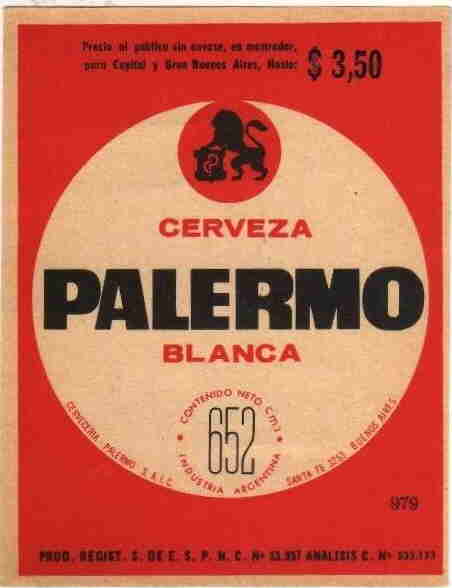 Precio al público sin envase, en mostrador,
para Capital y Gran Buenos Aires, Hasta:
$ 3,50
CP
CERVEZA
PALERMO
BLANCA
CONTENIDO NETO Cm3
652
INDUSTRIA ARGENTINA
CERVECERIA PALERMO S.A.I.C.
SANTA FE 3253 BUENOS AIRES
979
PROD. REGIST. S. DE E. S. P. N. C. Nº 53.957 ANALISIS C. Nº